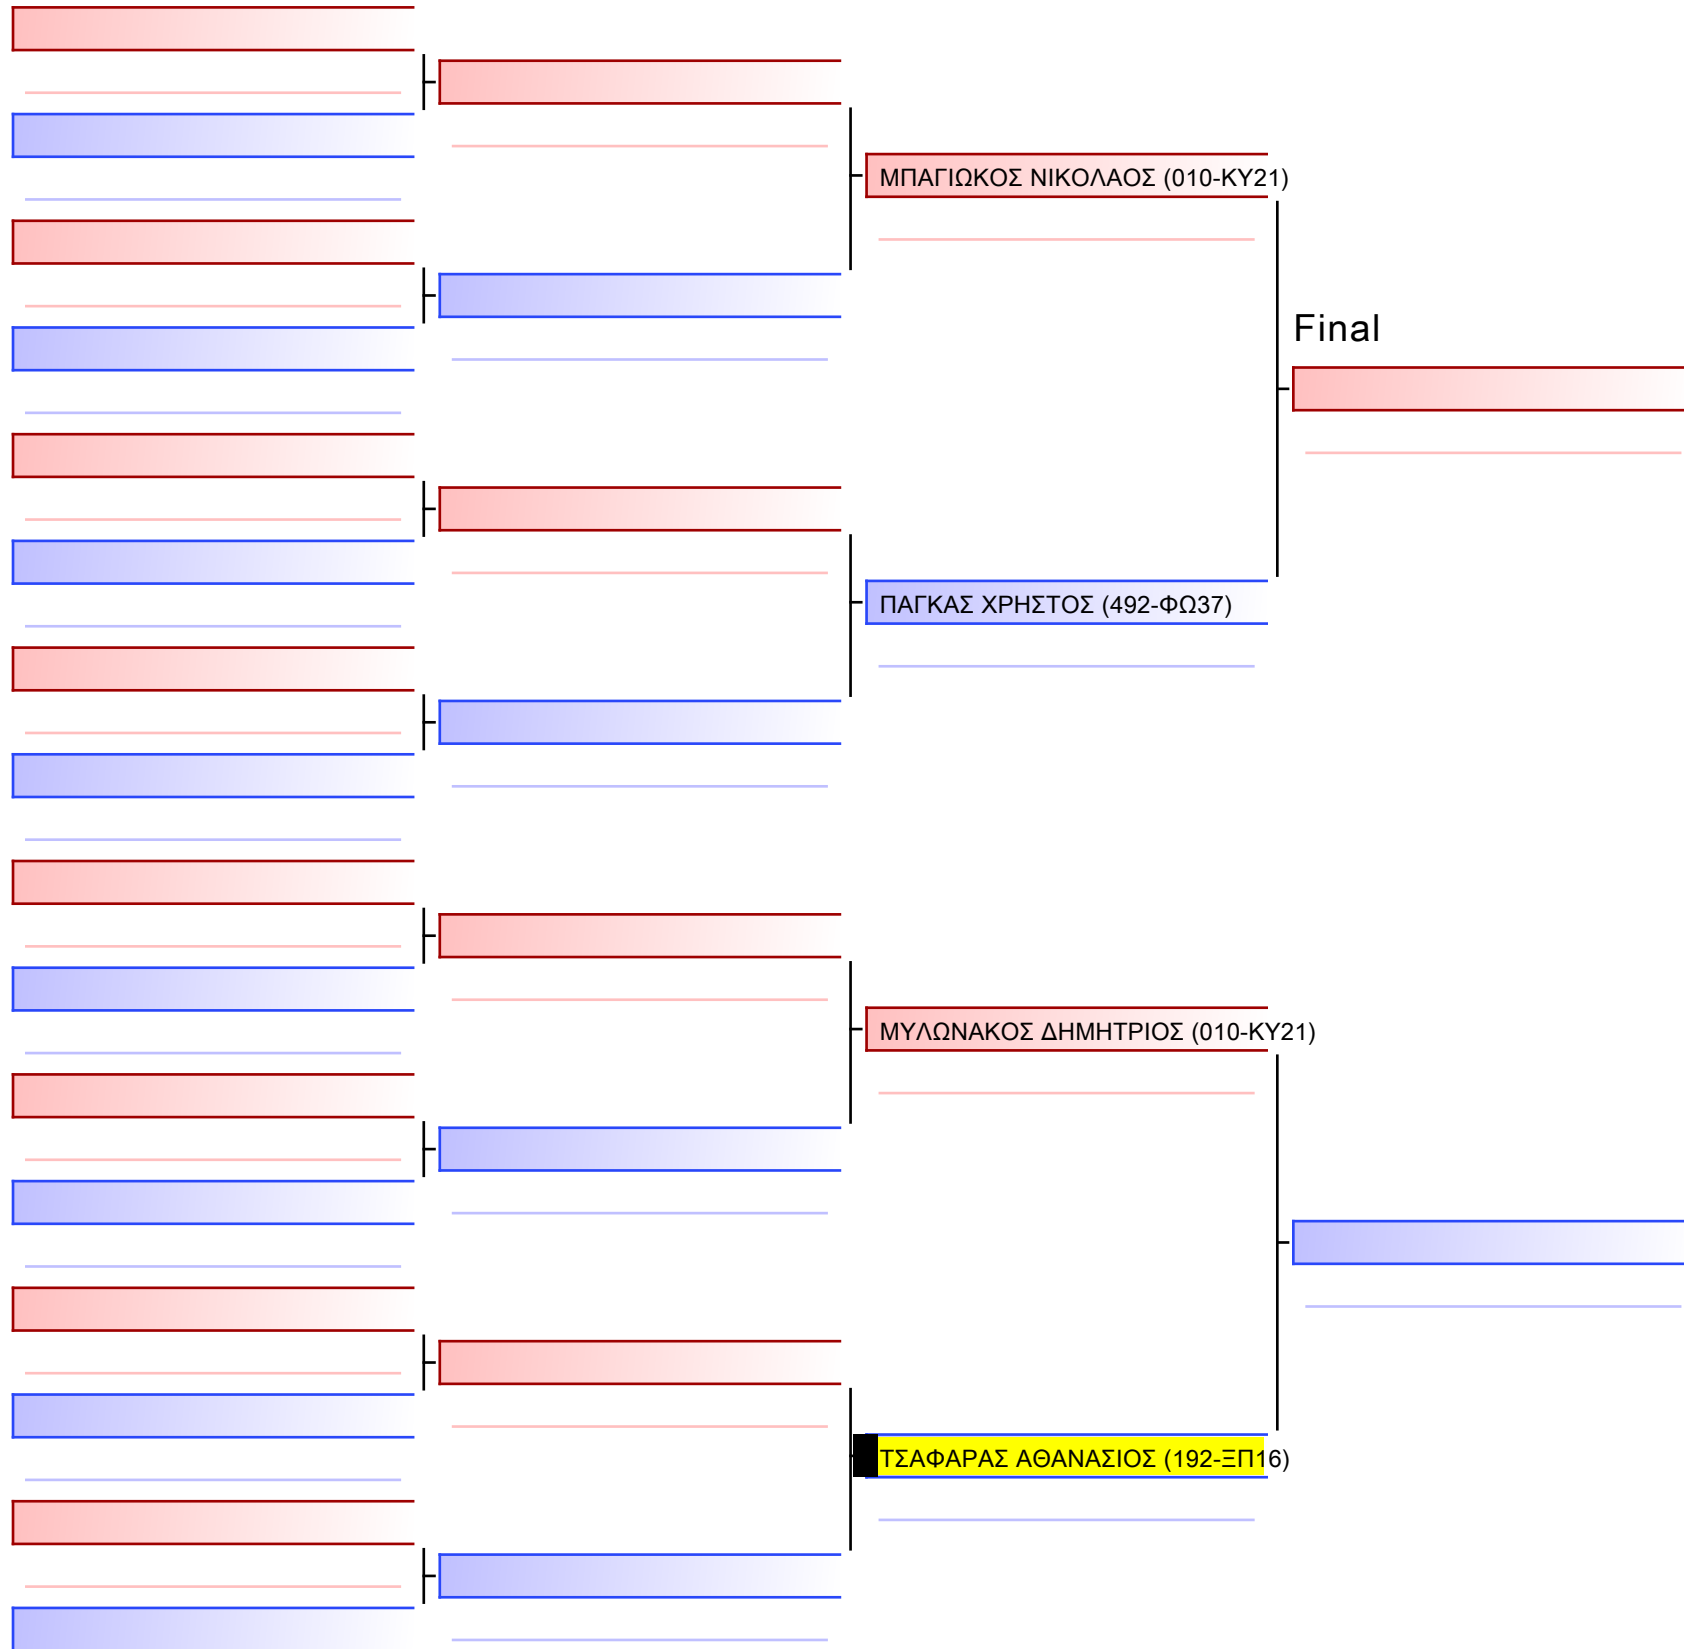 ΜΠΑΓΙΩΚΟΣ ΝΙΚΟΛΑΟΣ (010-ΚΥ21)
Final
ΠΑΓΚΑΣ ΧΡΗΣΤΟΣ (492-ΦΩ37)
ΜΥΛΩΝΑΚΟΣ ΔΗΜΗΤΡΙΟΣ (010-ΚΥ21)
ΤΣΑΦΑΡΑΣ ΑΘΑΝΑΣΙΟΣ (192-ΞΠ16)